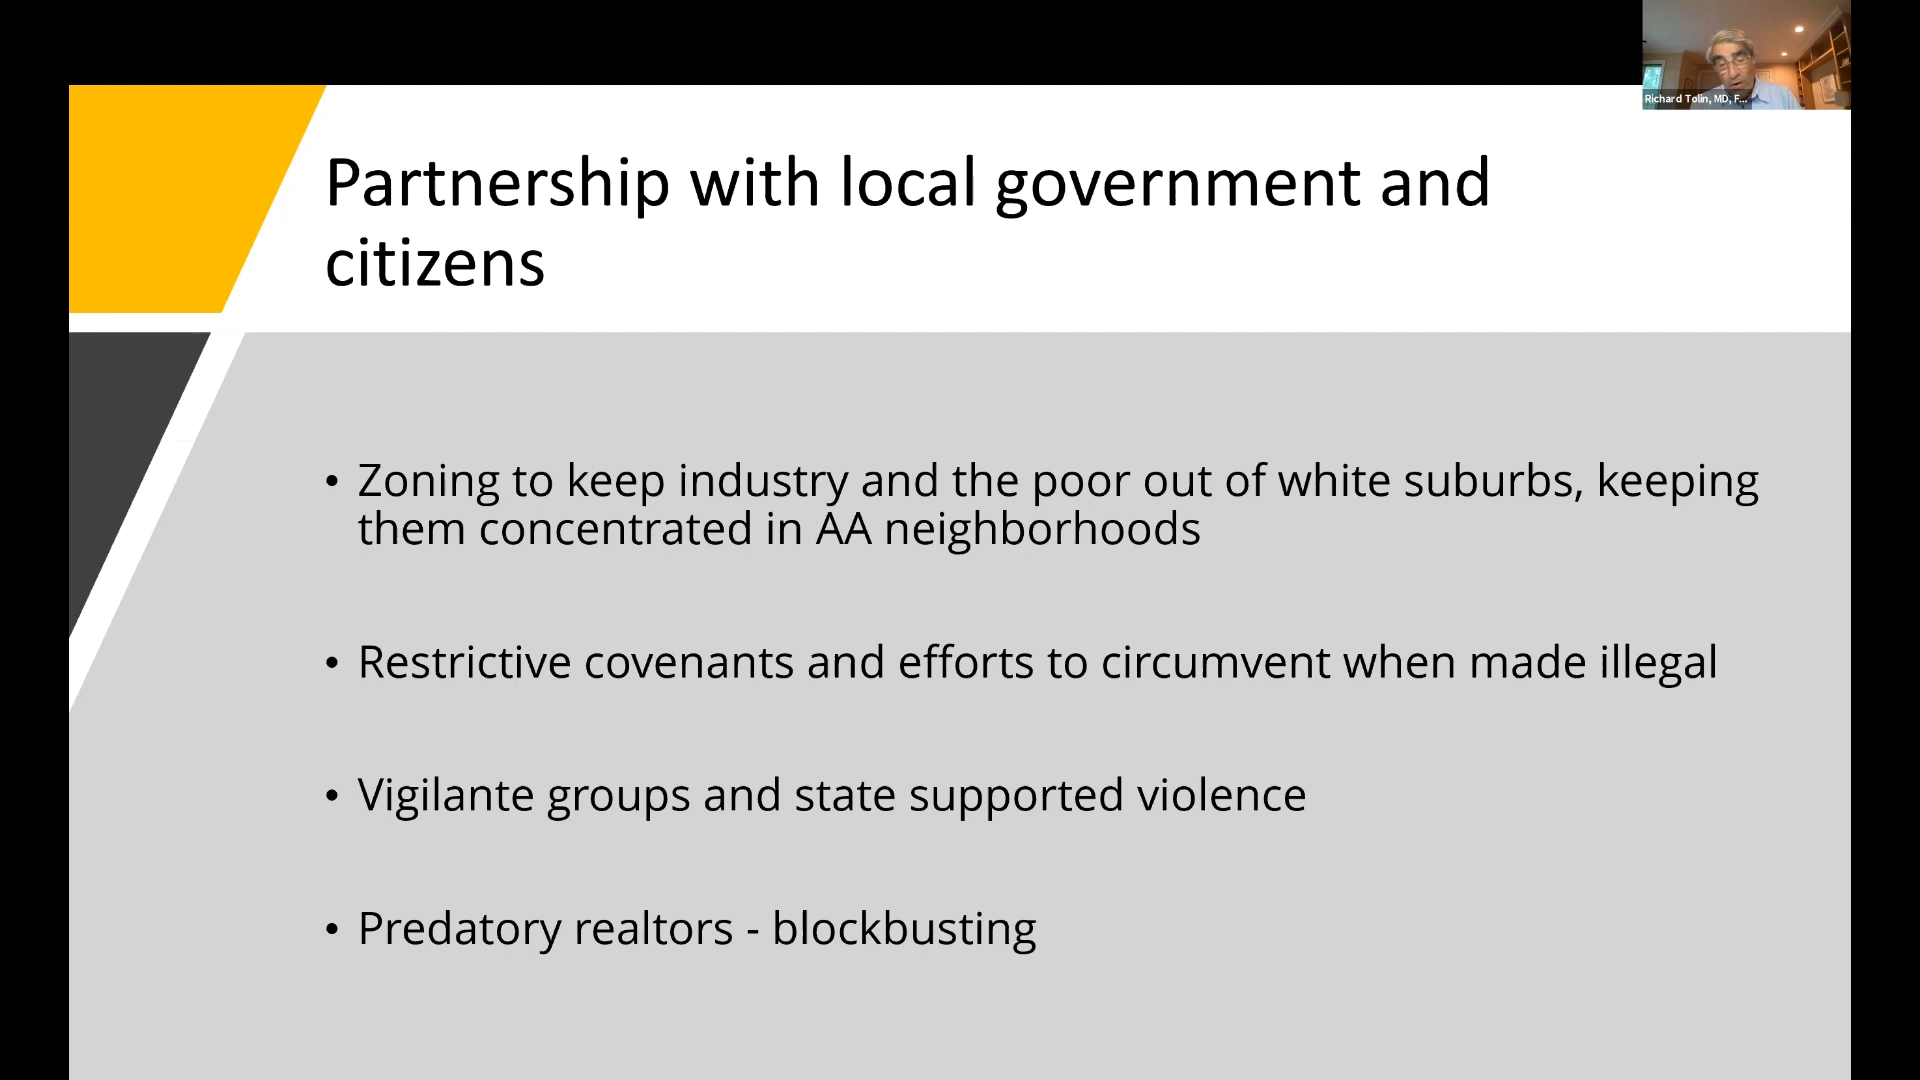 Richard Tolin, MD, F...
Partnership with local government and
citizens
• Zoning to keep industry and the poor out of white suburbs, keeping
them concentrated in AA neighborhoods
• Restrictive covenants and efforts to circumvent when made illegal
• Vigilante groups and state supported violence
• Predatory realtors - blockbusting